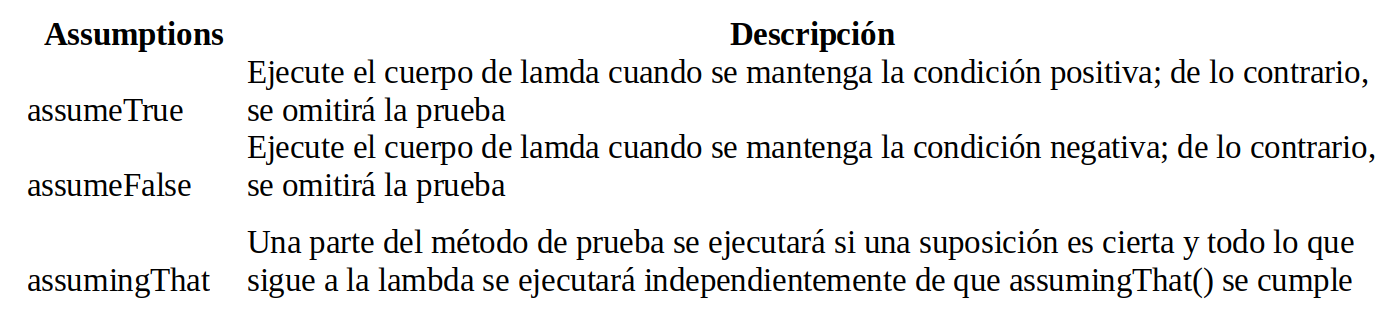 Assumptions Descripción
Ejecute el cuerpo de lamda cuando se mantenga la condición positiva; de lo contrario,
assumeTrue se omitirá la prueba
Ejecute el cuerpo de lamda cuando se mantenga la condición negativa; de lo contrario,
assumeFalse se omitirá la prueba
Una parte del método de prueba se ejecutará si una suposición es cierta y todo lo que
assumingThat sigue a la lambda se ejecutará independientemente de que assumingThat() se cumple